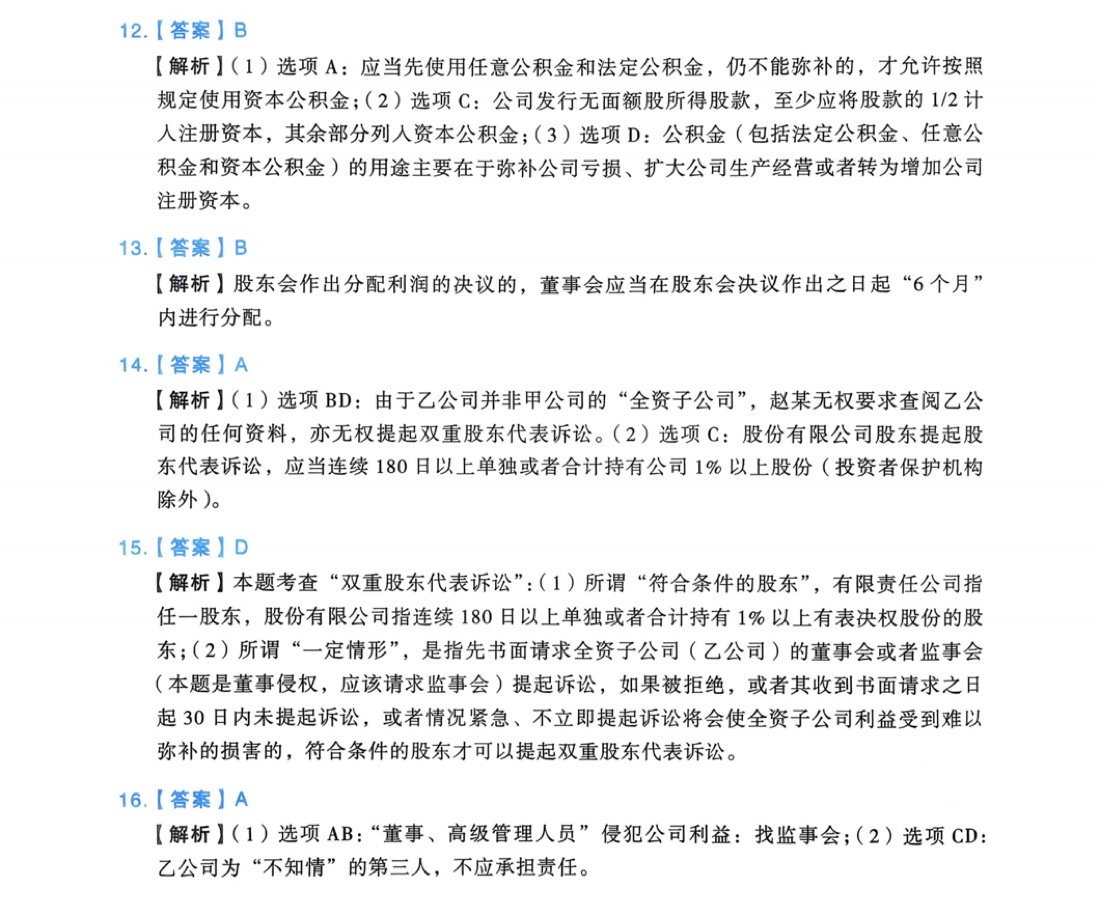 12.【答案】B
【解析】（1）选项 A：应当先使用任意公积金和法定公积金，仍不能弥补的，才允许按照
规定使用资本公积金；（2）选项 C：公司发行无面额股所得股款，至少应将股款的 1/2 计
入注册资本，其余部分列入资本公积金；（3）选项 D：公积金（包括法定公积金、任意公
积金和资本公积金）的用途主要在于弥补公司亏损、扩大公司生产经营或者转为增加公司
注册资本。
13.【答案】B
【解析】股东会作出分配利润的决议的，董事会应当在股东会决议作出之日起“6 个月”
内进行分配。
14.【答案】A
【解析】（1）选项 BD：由于乙公司并非甲公司的“全资子公司”，赵某无权要求查阅乙公
司的任何资料，亦无权提起双重股东代表诉讼。（2）选项 C：股份有限公司股东提起股
东代表诉讼，应当连续 180 日以上单独或者合计持有公司 1% 以上股份（投资者保护机构
除外）。
15.【答案】D
【解析】本题考查“双重股东代表诉讼”：（1）所谓“符合条件的股东”，有限责任公司指
任一股东，股份有限公司指连续 180 日以上单独或者合计持有 1% 以上有表决权股份的股
东；（2）所谓“一定情形”，是指先书面请求全资子公司（乙公司）的董事会或者监事会
（本题是董事侵权，应该请求监事会）提起诉讼，如果被拒绝，或者其收到书面请求之日
起 30 日内未提起诉讼，或者情况紧急、不立即提起诉讼将会使全资子公司利益受到难以
弥补的损害的，符合条件的股东才可以提起双重股东代表诉讼。
16.【答案】A
【解析】（1）选项 AB：“董事、高级管理人员”侵犯公司利益：找监事会；（2）选项 CD：
乙公司为“不知情”的第三人，不应承担责任。